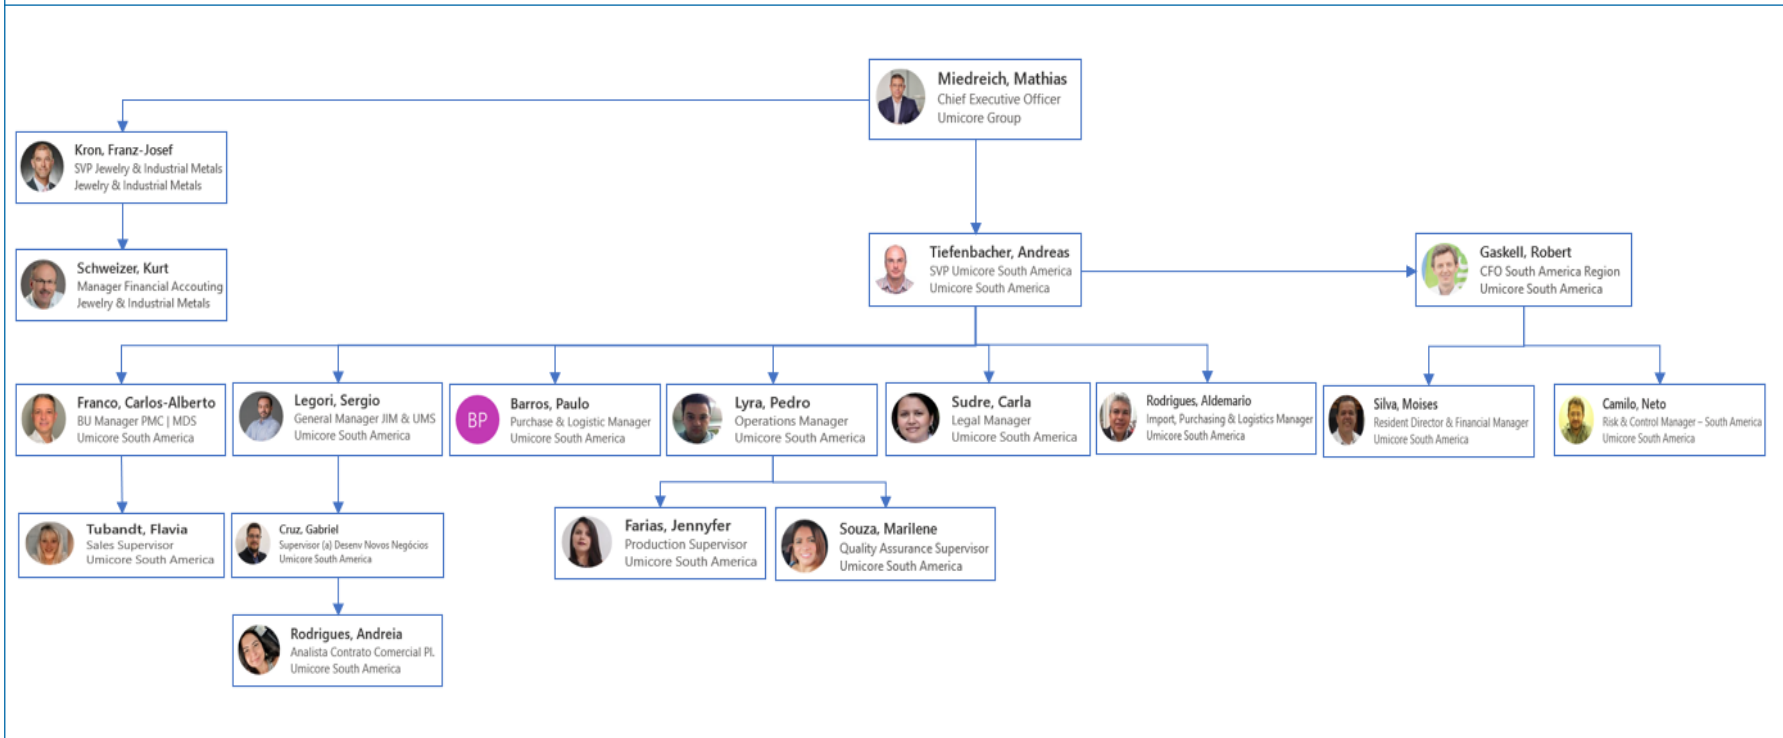 Miedreich, Mathias
Chief Executive Officer
Umicore Group
Kron, Franz-Josef
SVP Jewelry & Industrial Metals
Jewelry & Industrial Metals
Schweizer, Kurt
Manager Financial Accouting
Jewelry & Industrial Metals
Tiefenbacher, Andreas
SVP Umicore South America
Umicore South America
Gaskell, Robert
CFO South America Region
Umicore South America
Franco, Carlos-Alberto
BU Manager PMC | MDS
Umicore South America
Legori, Sergio
General Manager JIM & UMS
Umicore South America
BP
Barros, Paulo
Purchase & Logistic Manager
Umicore South America
Lyra, Pedro
Operations Manager
Umicore South America
Sudre, Carla
Legal Manager
Umicore South America
Rodrigues, Aldemario
Import, Purchasing & Logistics Manager
Umicore South America
Silva, Moises
Resident Director & Financial Manager
Umicore South America
Camilo, Neto
Risk & Control Manager – South America
Umicore South America
Tubandt, Flavia
Sales Supervisor
Umicore South America
Cruz, Gabriel
Supervisor (a) Desenv Novos Negócios
Umicore South America
Farias, Jennyfer
Production Supervisor
Umicore South America
Souza, Marilene
Quality Assurance Supervisor
Umicore South America
Rodrigues, Andreia
Analista Contrato Comercial Pl.
Umicore South America